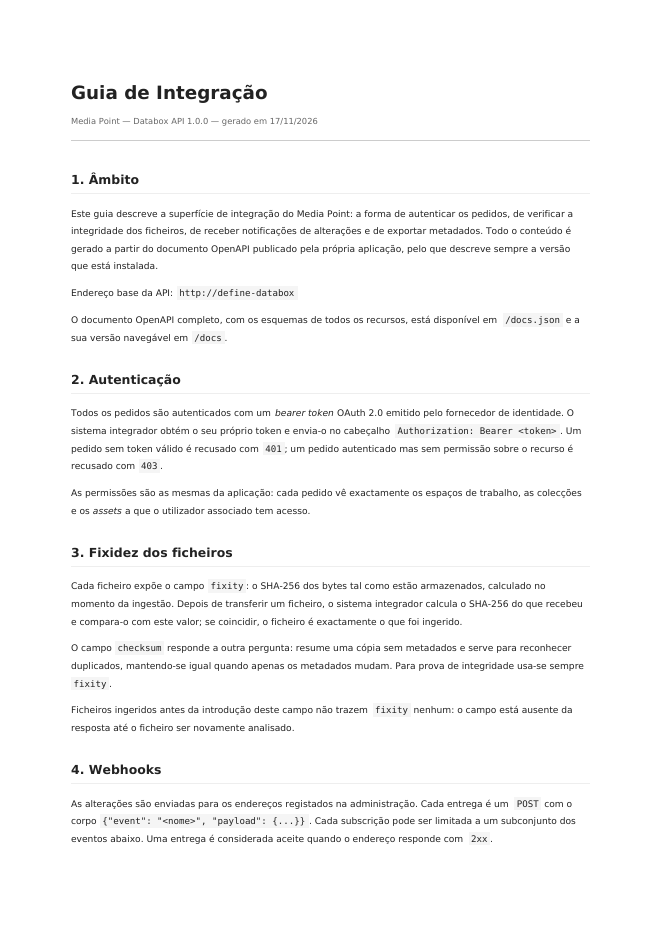 Guia de Integração
Media Point — Databox API 1.0.0 — gerado em 17/11/2026
1. Âmbito
Este guia descreve a superfície de integração do Media Point: a forma de autenticar os pedidos, de verificar a
integridade dos ficheiros, de receber notificações de alterações e de exportar metadados. Todo o conteúdo é
gerado a partir do documento OpenAPI publicado pela própria aplicação, pelo que descreve sempre a versão
que está instalada.
Endereço base da API: http://define-databox
O documento OpenAPI completo, com os esquemas de todos os recursos, está disponível em /docs.json e a
sua versão navegável em /docs.
2. Autenticação
Todos os pedidos são autenticados com um bearer token OAuth 2.0 emitido pelo fornecedor de identidade. O
sistema integrador obtém o seu próprio token e envia-o no cabeçalho Authorization: Bearer <token>. Um
pedido sem token válido é recusado com 401; um pedido autenticado mas sem permissão sobre o recurso é
recusado com 403.
As permissões são as mesmas da aplicação: cada pedido vê exactamente os espaços de trabalho, as colecções
e os assets a que o utilizador associado tem acesso.
3. Fixidez dos ficheiros
Cada ficheiro expõe o campo fixity: o SHA-256 dos bytes tal como estão armazenados, calculado no
momento da ingestão. Depois de transferir um ficheiro, o sistema integrador calcula o SHA-256 do que recebeu
e compara-o com este valor; se coincidir, o ficheiro é exactamente o que foi ingerido.
O campo checksum responde a outra pergunta: resume uma cópia sem metadados e serve para reconhecer
duplicados, mantendo-se igual quando apenas os metadados mudam. Para prova de integridade usa-se sempre
fixity.
Ficheiros ingeridos antes da introdução deste campo não trazem fixity nenhum: o campo está ausente da
resposta até o ficheiro ser novamente analisado.
4. Webhooks
As alterações são enviadas para os endereços registados na administração. Cada entrega é um POST com o
corpo {"event": "<nome>", "payload": {...}}. Cada subscrição pode ser limitada a um subconjunto dos
eventos abaixo. Uma entrega é considerada aceite quando o endereço responde com 2xx.